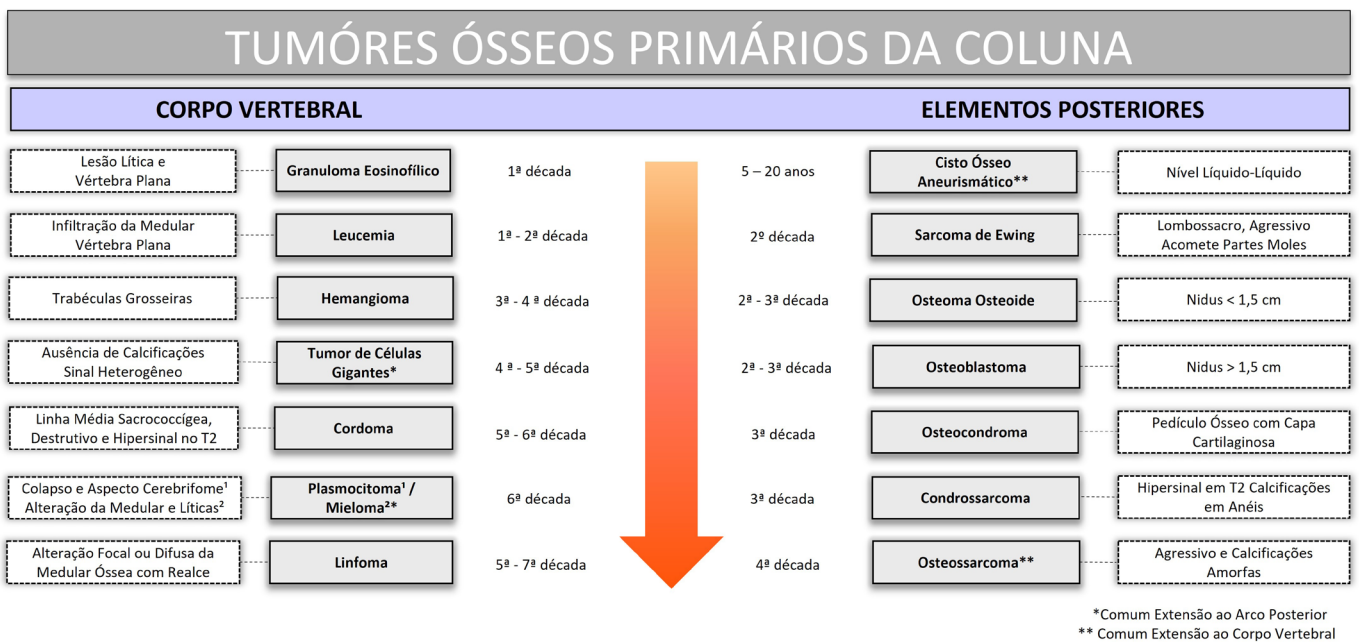 TUMÓRES ÓSSEOS PRIMÁRIOS DA COLUNA
CORPO VERTEBRAL
ELEMENTOS POSTERIORES
Lesão Lítica e
Vértebra Plana
Granuloma Eosinofílico
1ª década
5 – 20 anos
Cisto Ósseo
Aneurismático**
Nível Líquido-Líquido
Infiltração da Medular
Vértebra Plana
Leucemia
1ª - 2ª década
2º década
Sarcoma de Ewing
Lombossacro, Agressivo
Acomete Partes Moles
Trabéculas Grosseiras
Hemangioma
3ª - 4 ª década
2ª - 3ª década
Osteoma Osteoide
Nidus < 1,5 cm
Ausência de Calcificações
Sinal Heterogêneo
Tumor de Células
Gigantes*
4 ª - 5ª década
2ª - 3ª década
Osteoblastoma
Nidus > 1,5 cm
Linha Média Sacrococcígea,
Destrutivo e Hipersinal no T2
Cordoma
5ª - 6ª década
3ª década
Osteocondroma
Pedículo Ósseo com Capa
Cartilaginosa
Colapso e Aspecto Cerebrifome¹
Alteração da Medular e Líticas²
Plasmocitoma¹ /
Mieloma²*
6ª década
3ª década
Condrossarcoma
Hipersinal em T2 Calcificações
em Anéis
Alteração Focal ou Difusa da
Medular Óssea com Realce
Linfoma
5ª - 7ª década
4ª década
Osteossarcoma**
Agressivo e Calcificações
Amorfas
*Comum Extensão ao Arco Posterior
** Comum Extensão ao Corpo Vertebral